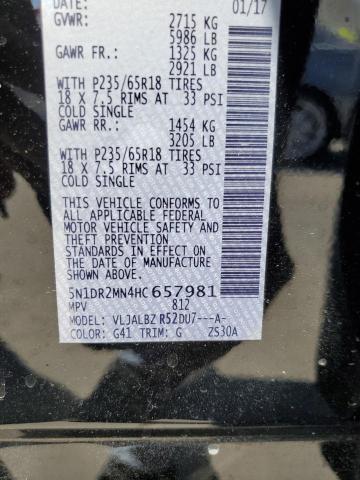 DATE: 01/17
GVWR: 2715 KG
5986 LB
GAWR FR.: 1325 KG
2921 LB
WITH P235/65R18 TIRES
18 X 7.5 RIMS AT 33 PSI
COLD SINGLE
GAWR RR.: 1454 KG
3205 LB
WITH P235/65R18 TIRES
18 X 7.5 RIMS AT 33 PSI
COLD SINGLE
THIS VEHICLE CONFORMS TO
ALL APPLICABLE FEDERAL
MOTOR VEHICLE SAFETY AND
THEFT PREVENTION
STANDARDS IN EFFECT ON THE
DATE OF MANUFACTURE SHOWN
ABOVE.
5N1DR2MN4HC657981
MPV 812
MODEL: VLJALBZ R52DU7---A-
COLOR: G41 TRIM: G ZS30A